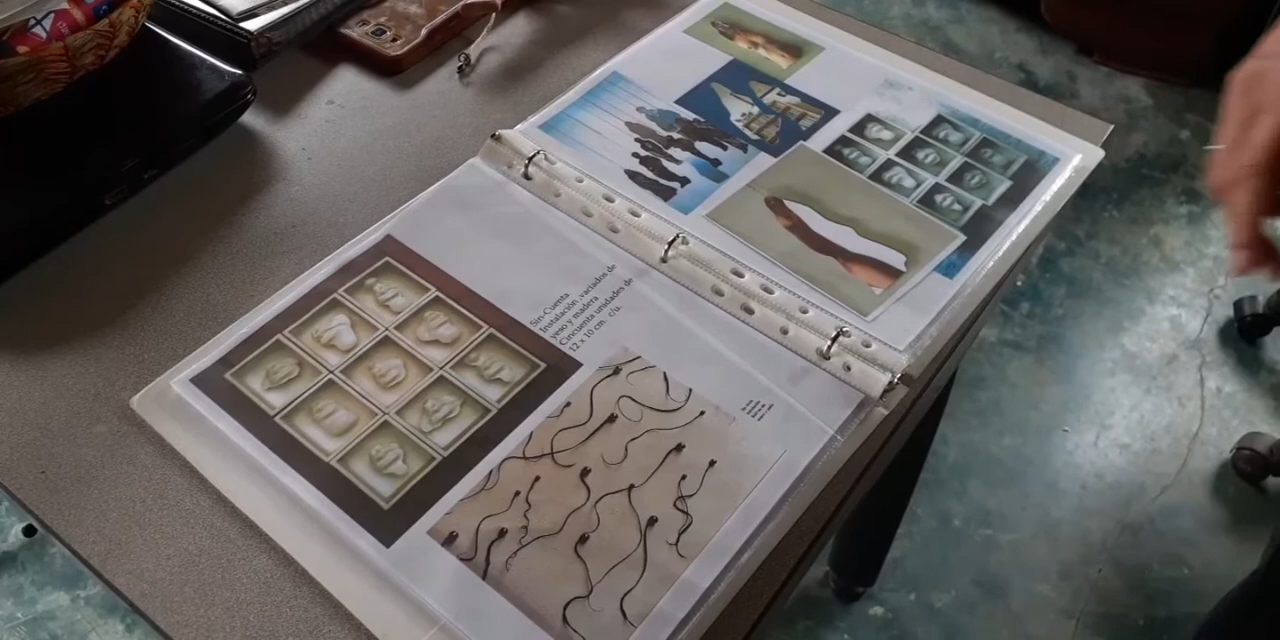 Sin-Cuenta
Instalación ,vaciados de
yeso y madera
Cincuenta unidades de
12 x 10 cm. c/u.